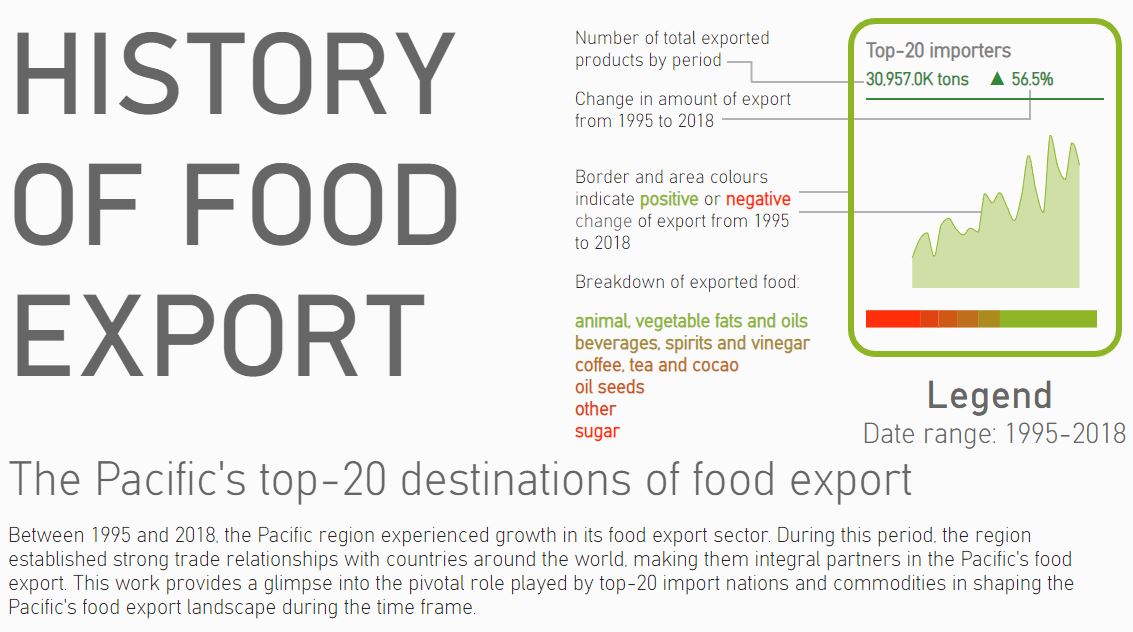 HISTORY
OF FOOD
EXPORT
Number of total exported
products by period
Change in amount of export
from 1995 to 2018
Border and area colours
indicate positive or negative
change of export from 1995
to 2018
Breakdown of exported food:
animal, vegetable fats and oils
beverages, spirits and vinegar
coffee, tea and cocao
oil seeds
other
sugar
Top-20 importers
30,957.0K tons ▲ 56.5%
Legend
Date range: 1995-2018
The Pacific's top-20 destinations of food export
Between 1995 and 2018, the Pacific region experienced growth in its food export sector. During this period, the region
established strong trade relationships with countries around the world, making them integral partners in the Pacific's food
export. This work provides a glimpse into the pivotal role played by top-20 import nations and commodities in shaping the
Pacific's food export landscape during the time frame.